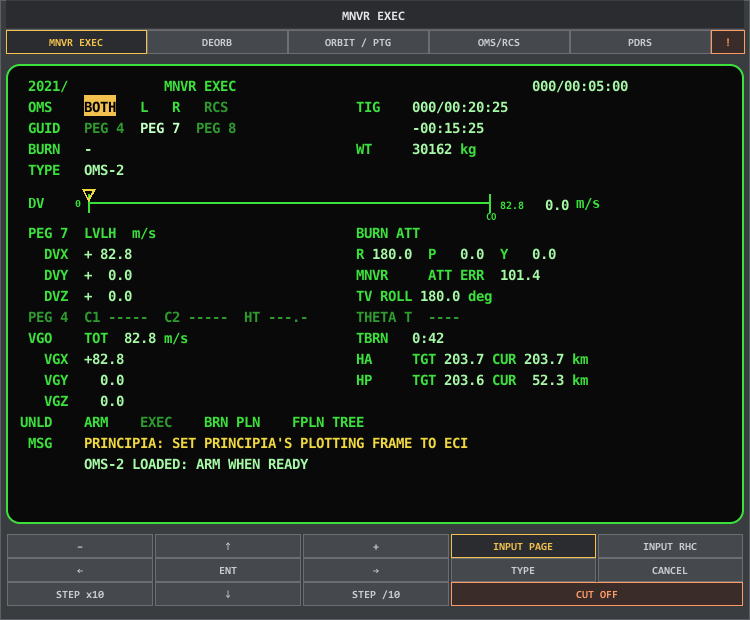 MNVR EXEC
MNVR EXEC DEORB ORBIT / PTG OMS/RCS PDRS !
2021/ MNVR EXEC 000/00:05:00
OMS BOTH L R RCS TIG 000/00:20:25
GUID PEG 4 PEG 7 PEG 8 -00:15:25
BURN - WT 30162 kg
TYPE OMS-2
DV 0 82.8 0.0 m/s
CO
PEG 7 LVLH m/s BURN ATT
DVX + 82.8 R 180.0 P 0.0 Y 0.0
DVY + 0.0 MNVR ATT ERR 101.4
DVZ + 0.0 TV ROLL 180.0 deg
PEG 4 C1 ----- C2 ----- HT ---.- THETA T ----
VGO TOT 82.8 m/s TBRN 0:42
VGX +82.8 HA TGT 203.7 CUR 203.7 km
VGY 0.0 HP TGT 203.6 CUR 52.3 km
VGZ 0.0
UNLD ARM EXEC BRN PLN FPLN TREE
MSG PRINCIPIA: SET PRINCIPIA'S PLOTTING FRAME TO ECI
OMS-2 LOADED: ARM WHEN READY
- ↑ + INPUT PAGE INPUT RHC
← ENT → TYPE CANCEL
STEP x10 ↓ STEP /10 CUT OFF